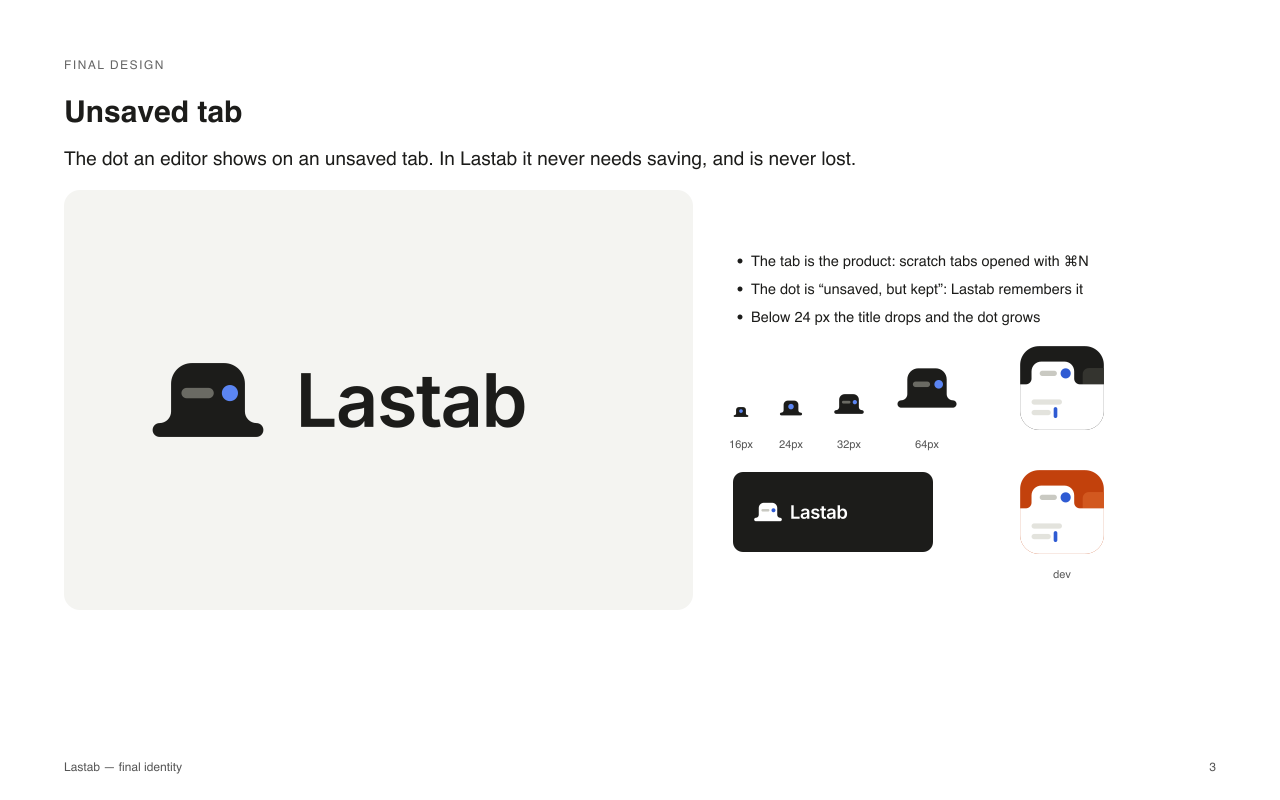 FINAL DESIGN
Unsaved tab
The dot an editor shows on an unsaved tab. In Lastab it never needs saving, and is never lost.
Lastab
• The tab is the product: scratch tabs opened with ⌘N
• The dot is “unsaved, but kept”: Lastab remembers it
• Below 24 px the title drops and the dot grows
16px 24px 32px 64px
Lastab
dev
Lastab — final identity 3